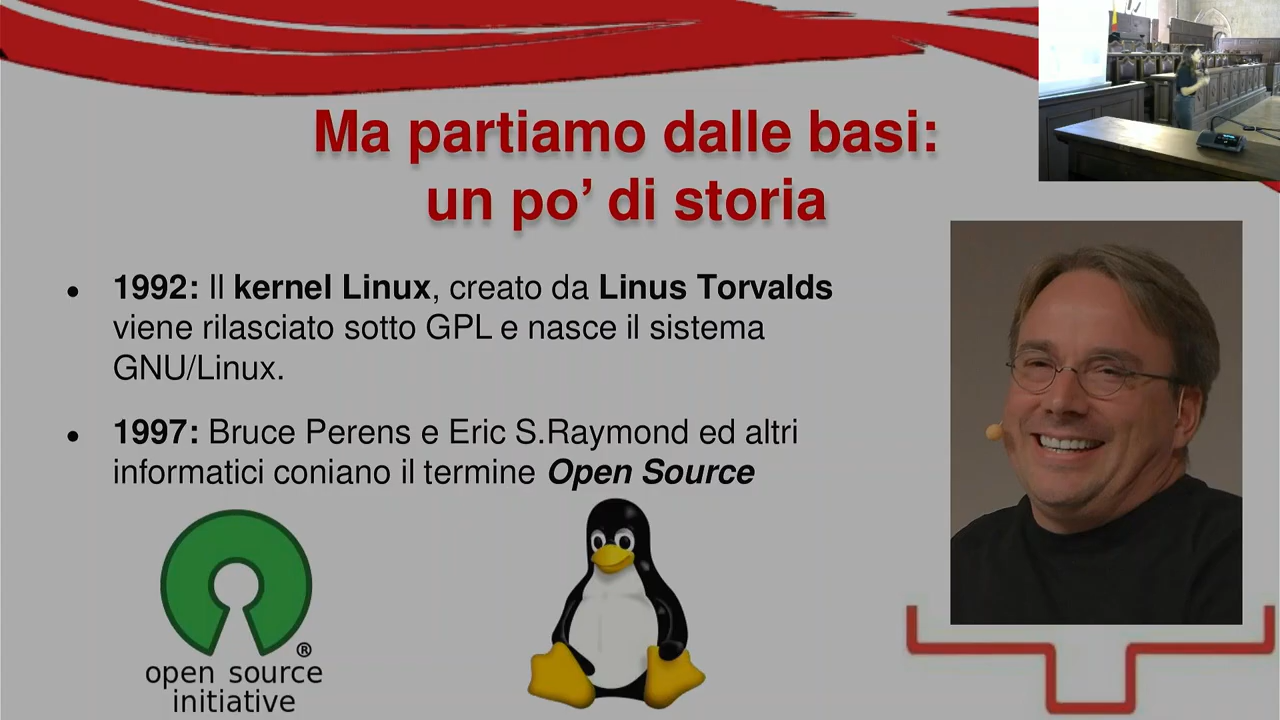 Ma partiamo dalle basi:
un po’ di storia
● 1992: Il kernel Linux, creato da Linus Torvalds
viene rilasciato sotto GPL e nasce il sistema
GNU/Linux.
● 1997: Bruce Perens e Eric S.Raymond ed altri
informatici coniano il termine Open Source
®
open source
initiative